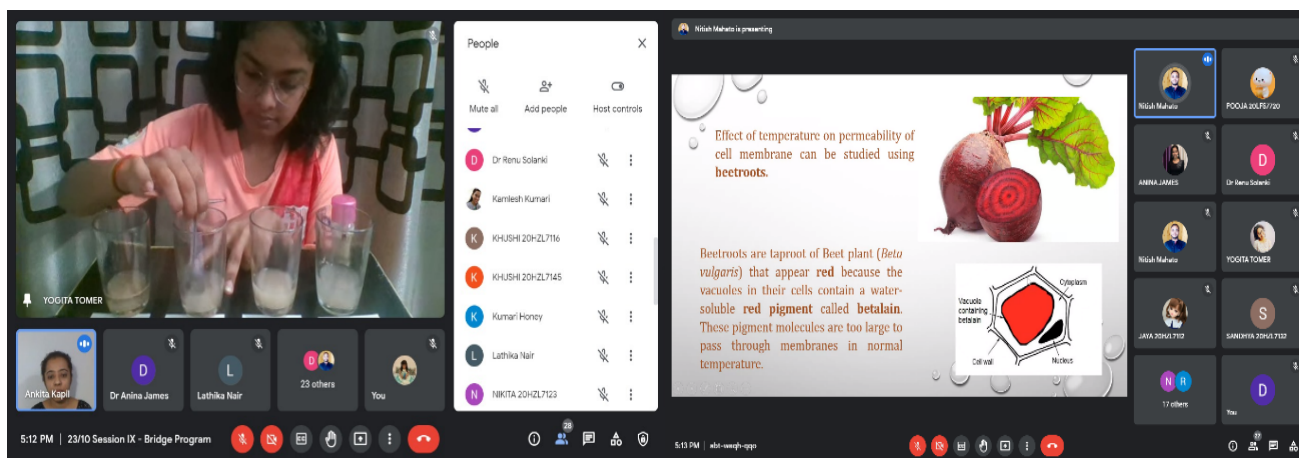 YOGITA TOMER
Ankita Kapil
D
Dr Anina James
L
Lathika Nair
D
23 others
You
5:12 PM | 23/10 Session IX - Bridge Program
28
People
Mute all
Add people
Host controls
D Dr Renu Solanki
Kamlesh Kumari
K KHUSHI 20HZL7116
K KHUSHI 20HZL7145
K Kumari Honey
L Lathika Nair
N NIKITA 20HZL7123
Nitish Mahato is presenting
Effect of temperature on permeability of
cell membrane can be studied using
beetroots.
Beetroots are taproot of Beet plant (Beta
vulgaris) that appear red because the
vacuoles in their cells contain a water-
soluble red pigment called betalain.
These pigment molecules are too large to
pass through membranes in normal
temperature.
Vacuole
containing
betalain
Cytoplasm
Cell wall
Nucleus
Nitish Mahato
POOJA 20LFS7720
ANINA JAMES
D
Dr Renu Solanki
Nitish Mahato
YOGITA TOMER
JAYA 20HZL7112
S
SANDHYA 20HZL7132
N R
17 others
D
You
5:13 PM |
27